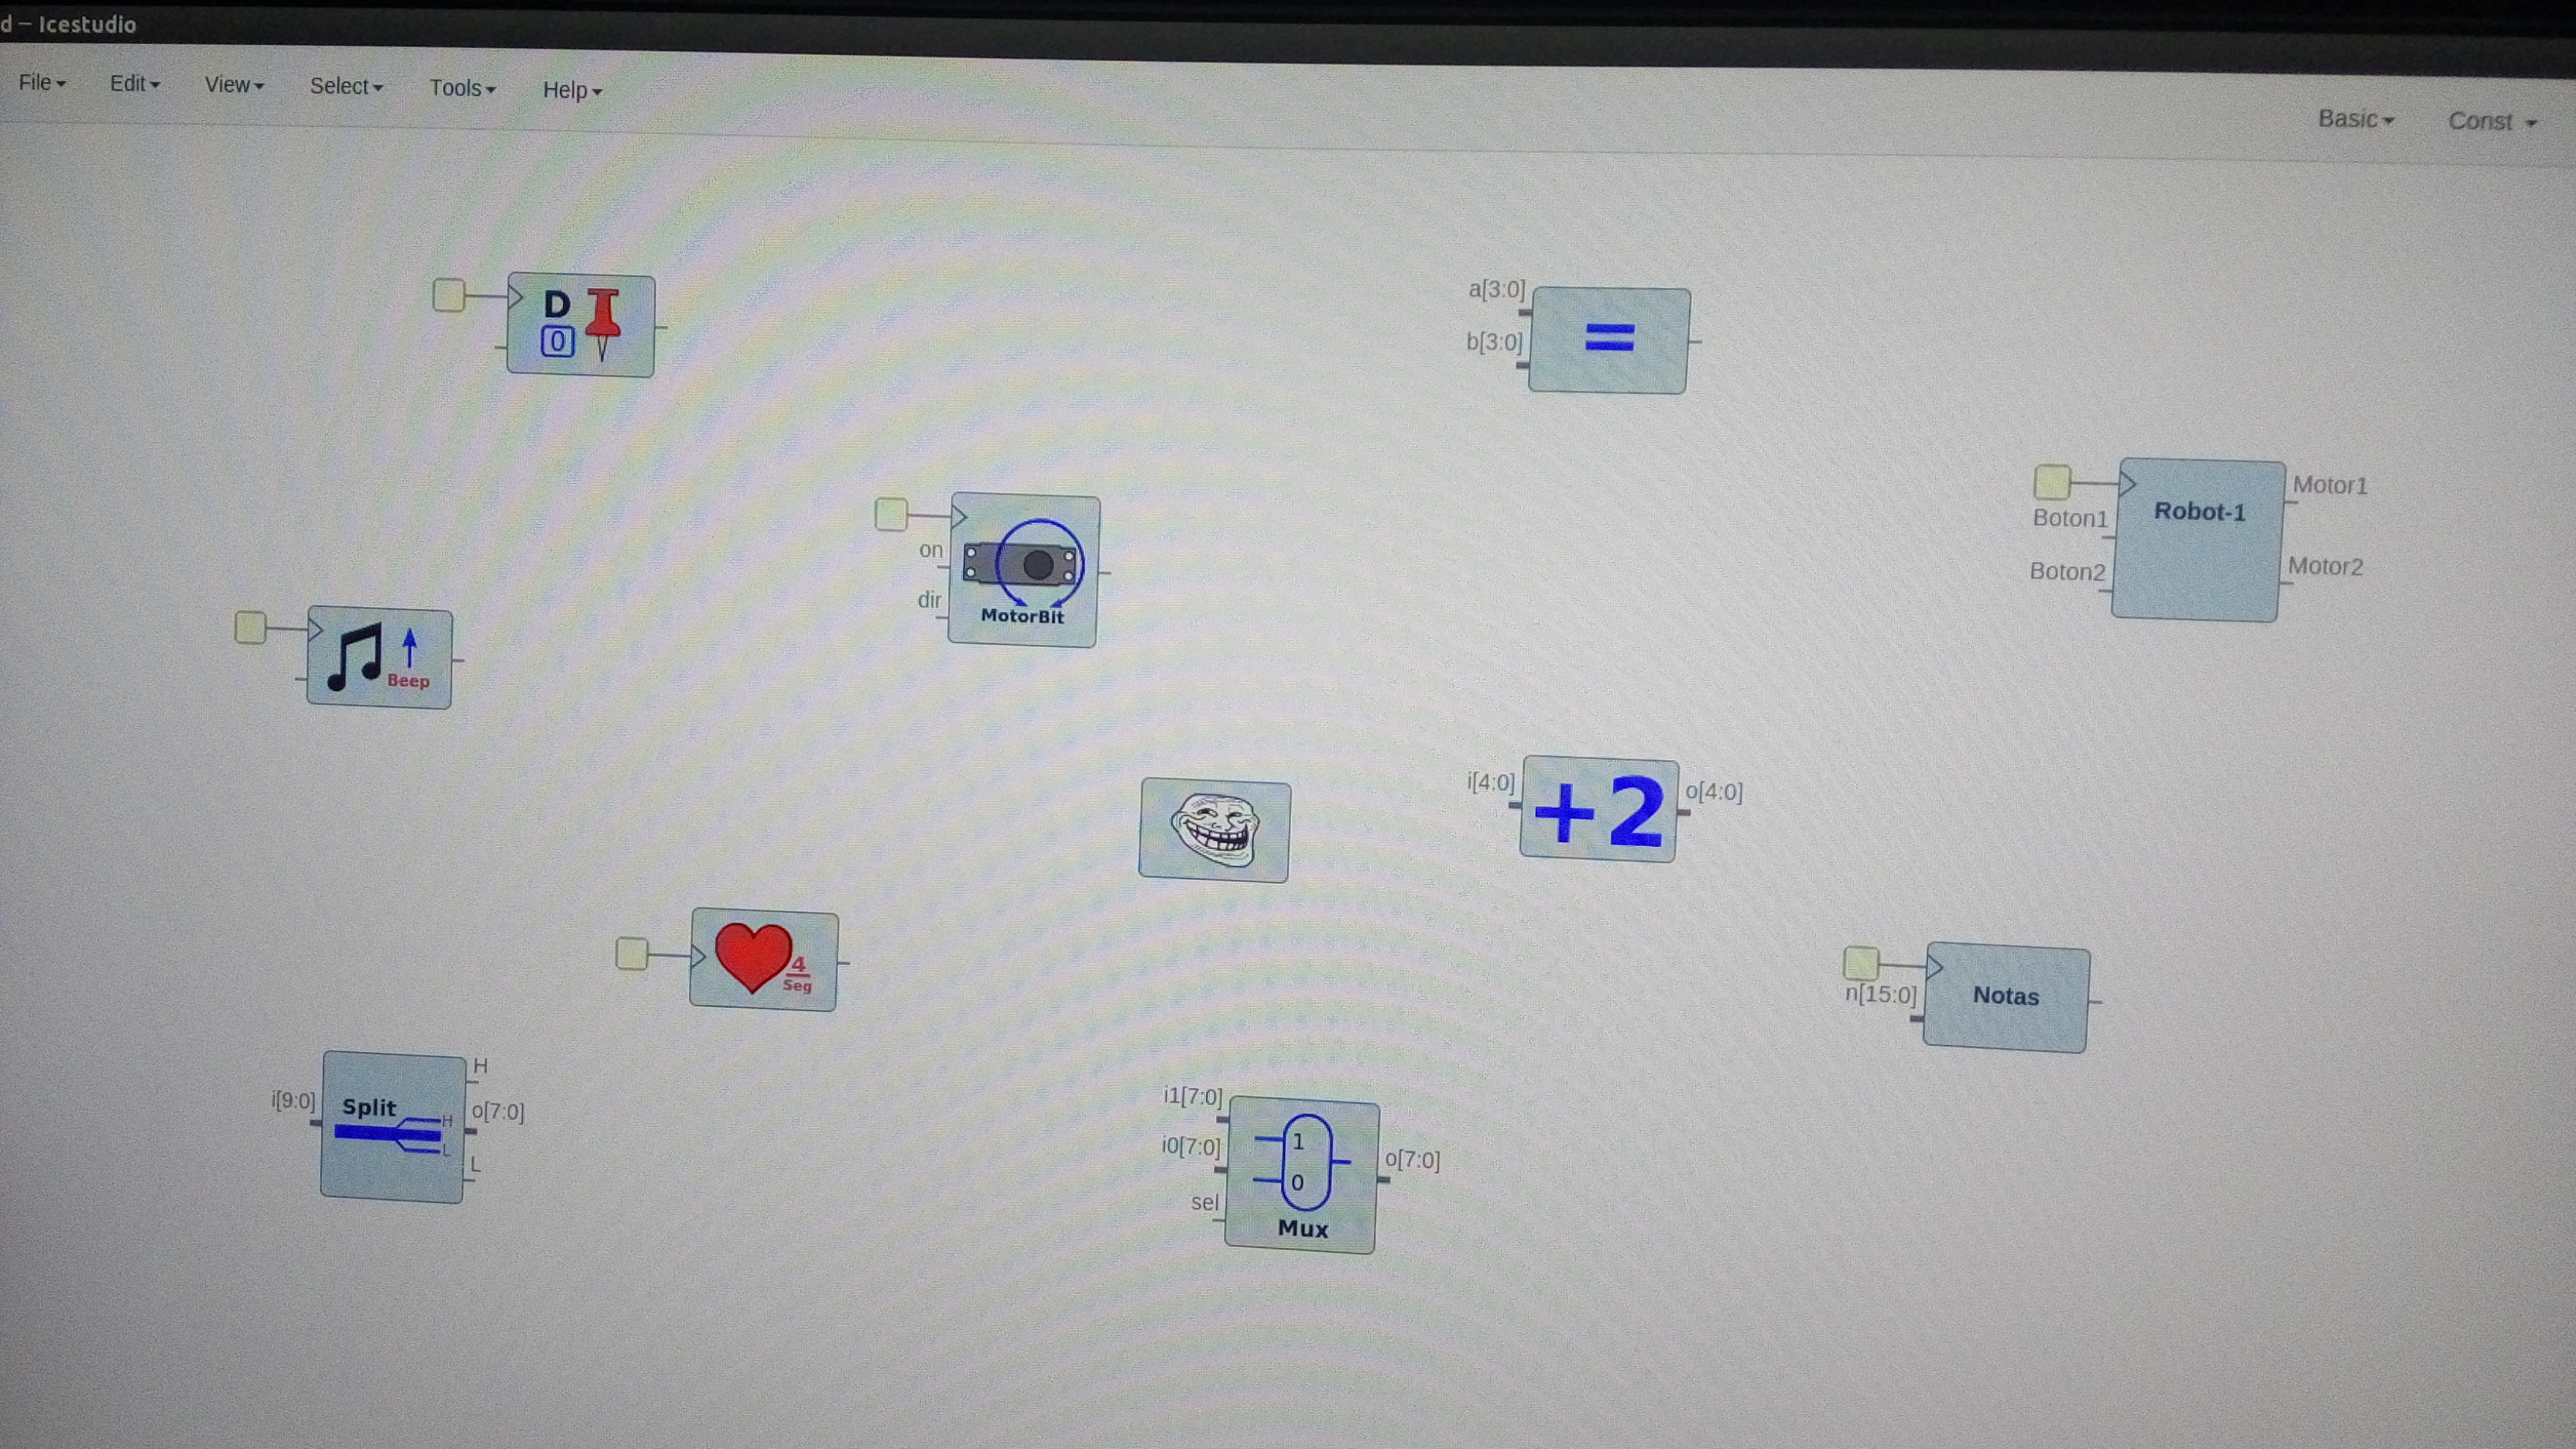 d – Icestudio
File Edit View Select Tools Help Basic Const
D
0
a[3:0]
b[3:0]
=
Robot-1
Boton1
Boton2
Motor1
Motor2
on
dir
MotorBit
Beep
i[4:0]
+2
o[4:0]
4
Seg
n[15:0]
Notas
i[9:0]
Split
H
L
H
o[7:0]
L
i1[7:0]
i0[7:0]
sel
1
0
Mux
o[7:0]